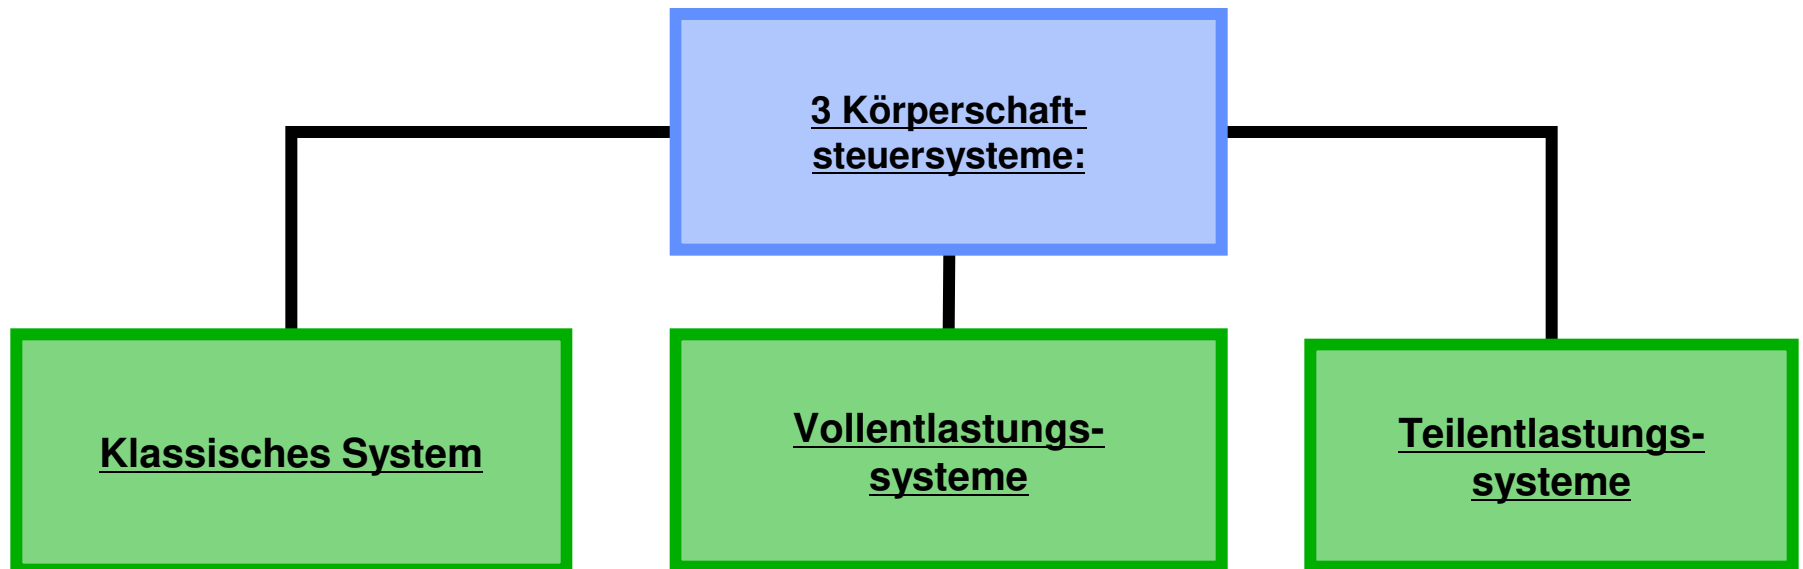 3 Körperschaft-
steuersysteme:
Klassisches System
Vollentlastungs-
systeme
Teilentlastungs-
systeme